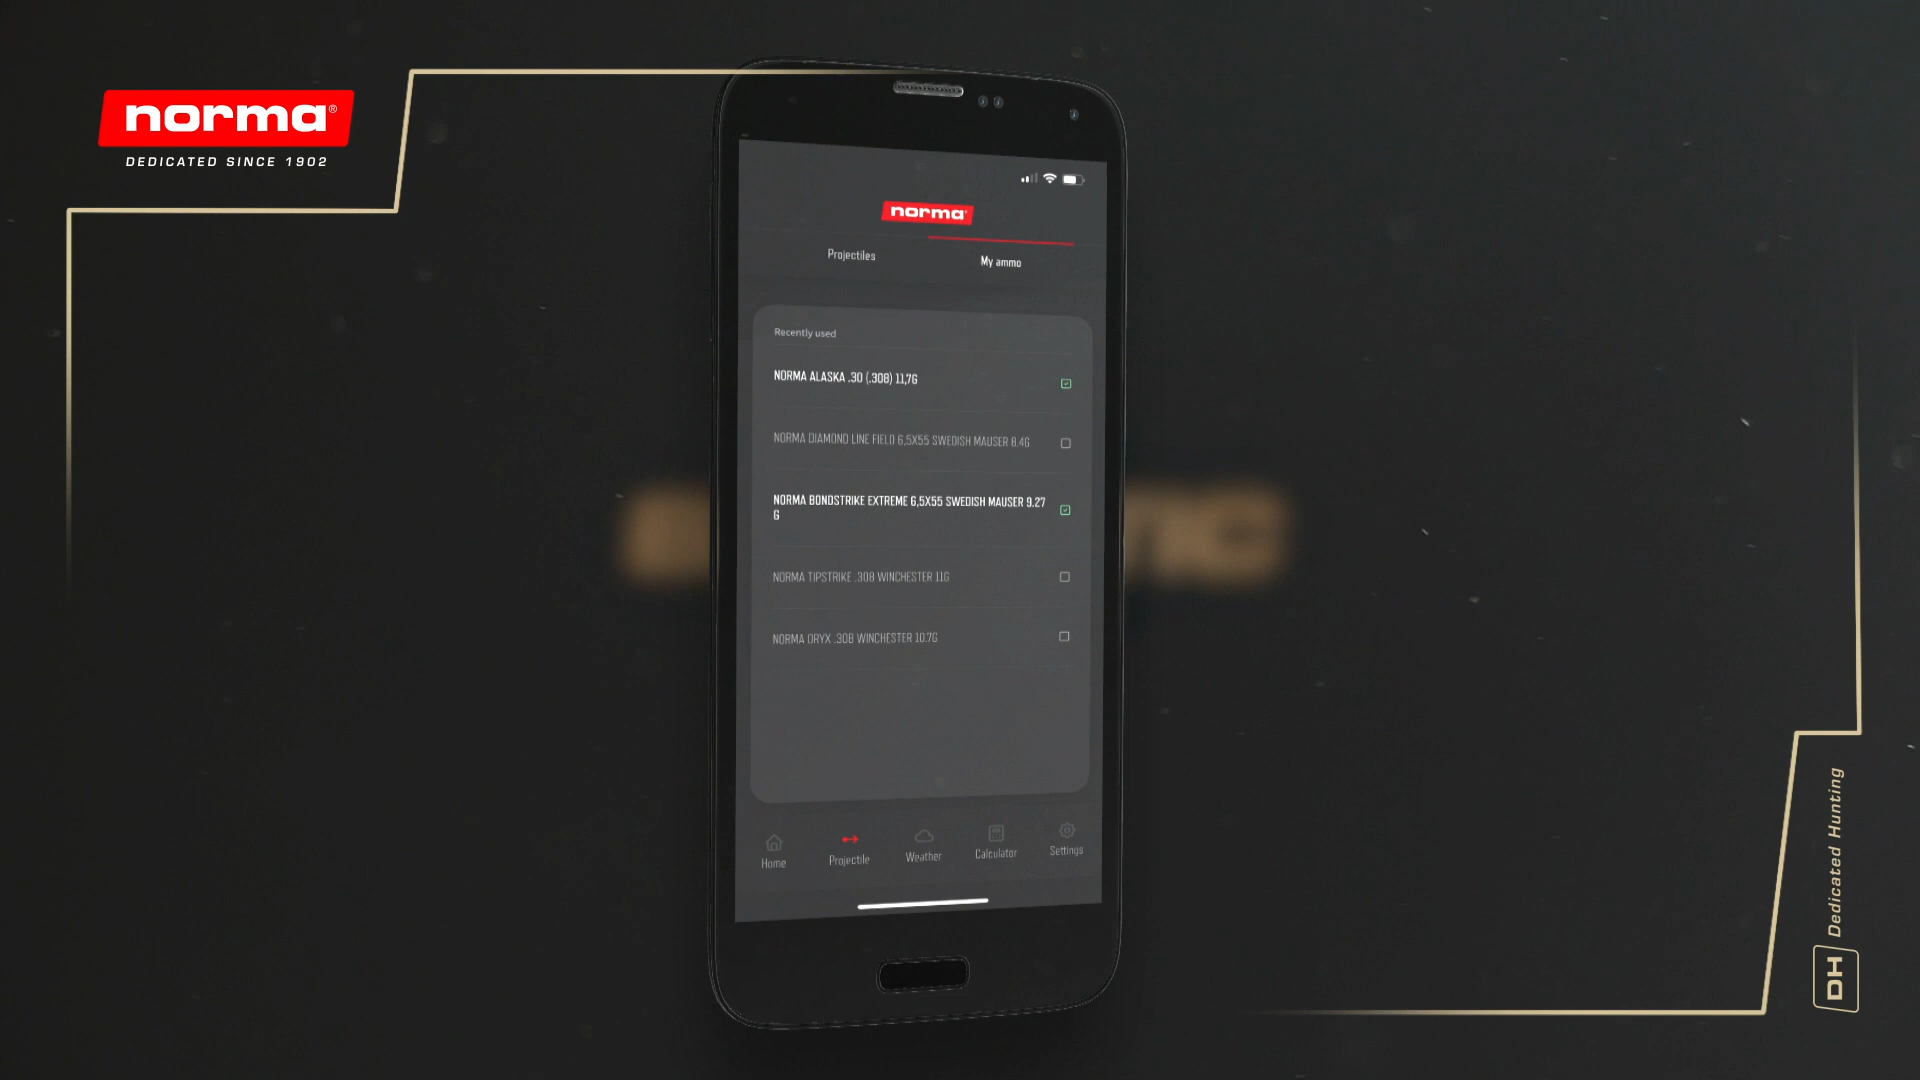 norma®
DEDICATED SINCE 1902
norma
Projectiles
My ammo
Recently used
NORMA ALASKA .30 (.308) 11,7G
NORMA DIAMOND LINE FIELD 6,5X55 SWEDISH MAUSER 8.4G
NORMA BONDSTRIKE EXTREME 6,5X55 SWEDISH MAUSER 9.27
G
NORMA TIPSTRIKE .308 WINCHESTER 11G
NORMA ORYX .308 WINCHESTER 10.7G
Home
Projectile
Weather
Calculator
Settings
DH Dedicated Hunting